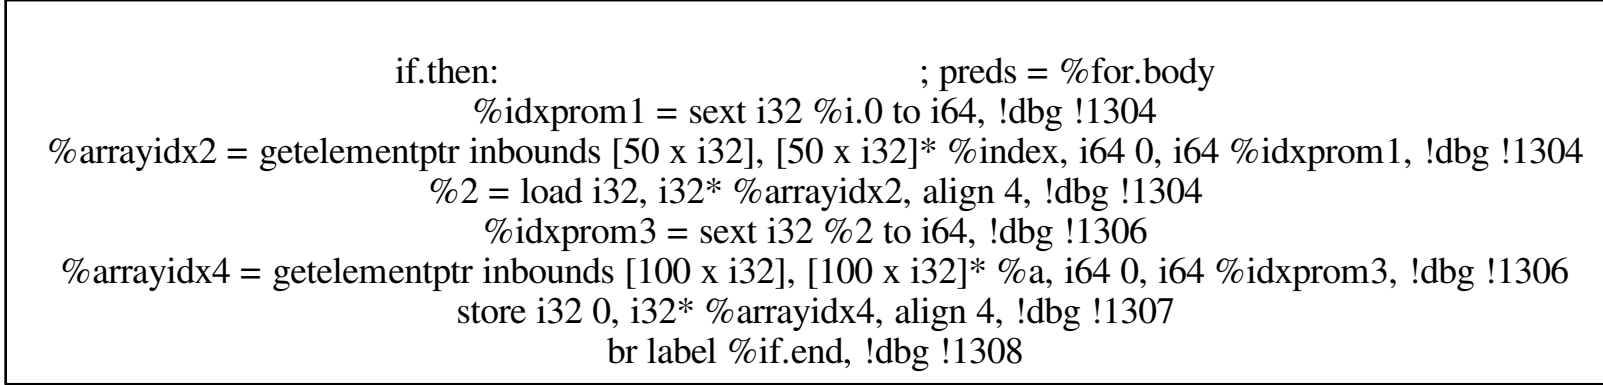 if.then: ; preds = %for.body
%idxprom1 = sext i32 %i.0 to i64, !dbg !1304
%arrayidx2 = getelementptr inbounds [50 x i32], [50 x i32]* %index, i64 0, i64 %idxprom1, !dbg !1304
%2 = load i32, i32* %arrayidx2, align 4, !dbg !1304
%idxprom3 = sext i32 %2 to i64, !dbg !1306
%arrayidx4 = getelementptr inbounds [100 x i32], [100 x i32]* %a, i64 0, i64 %idxprom3, !dbg !1306
store i32 0, i32* %arrayidx4, align 4, !dbg !1307
br label %if.end, !dbg !1308